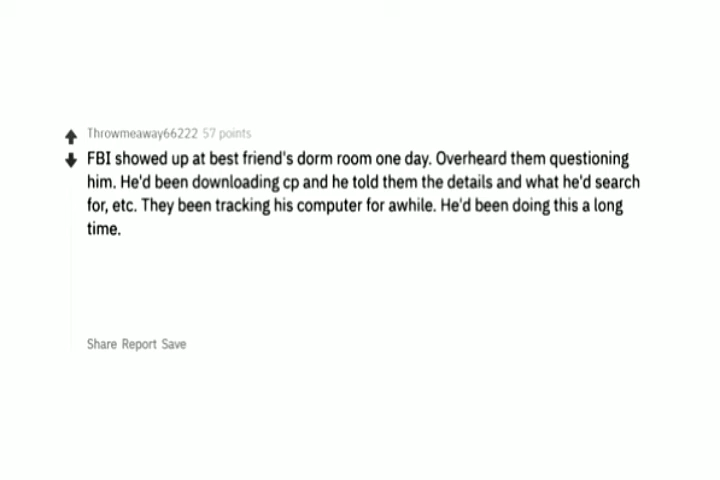 Throwmeaway66222 57 points
FBI showed up at best friend's dorm room one day. Overheard them questioning
him. He'd been downloading cp and he told them the details and what he'd search
for, etc. They been tracking his computer for awhile. He'd been doing this a long
time.
Share Report Save